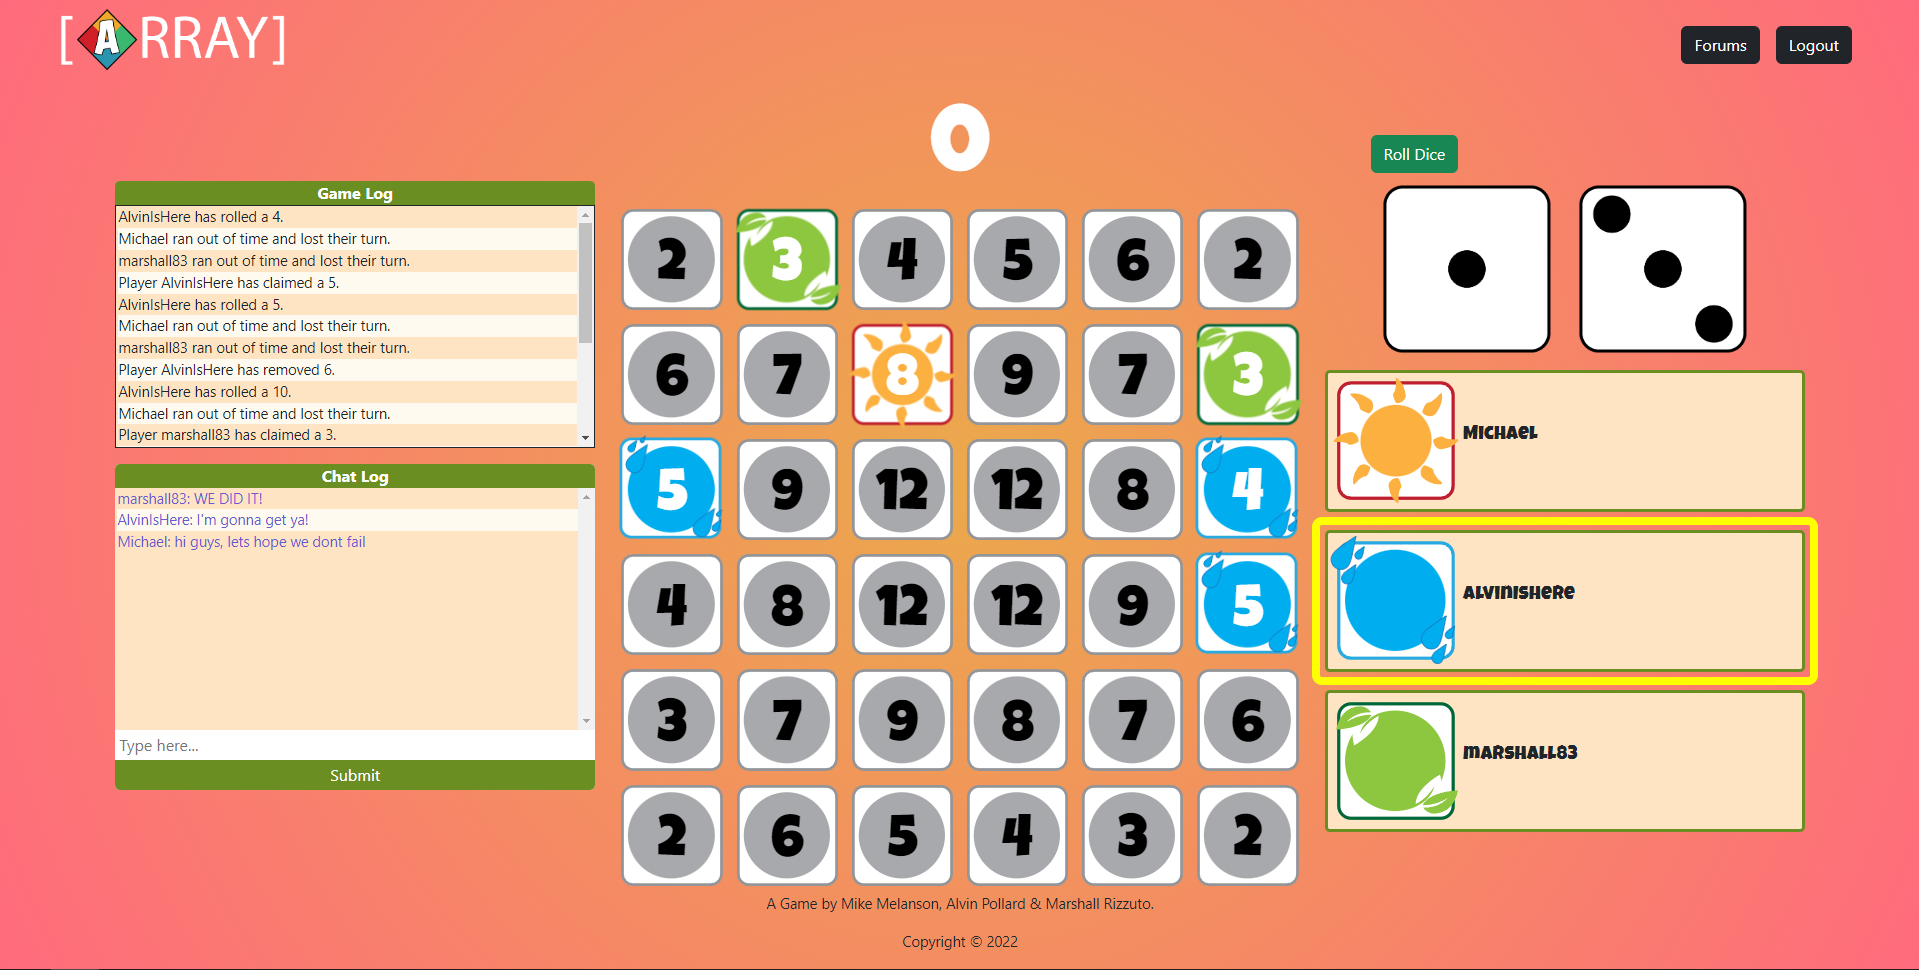 [ARRAY]
Forums
Logout
0
Roll Dice
Game Log
AlvinIsHere has rolled a 4.
Michael ran out of time and lost their turn.
marshall83 ran out of time and lost their turn.
Player AlvinIsHere has claimed a 5.
AlvinIsHere has rolled a 5.
Michael ran out of time and lost their turn.
marshall83 ran out of time and lost their turn.
Player AlvinIsHere has removed 6.
AlvinIsHere has rolled a 10.
Michael ran out of time and lost their turn.
Player marshall83 has claimed a 3.
Chat Log
marshall83: WE DID IT!
AlvinIsHere: I'm gonna get ya!
Michael: hi guys, lets hope we dont fail
Type here...
Submit
2 3 4 5 6 2
6 7 8 9 7 3
5 9 12 12 8 4
4 8 12 12 9 5
3 7 9 8 7 6
2 6 5 4 3 2
Michael
AlvinIsHere
marshall83
A Game by Mike Melanson, Alvin Pollard & Marshall Rizzuto.
Copyright © 2022